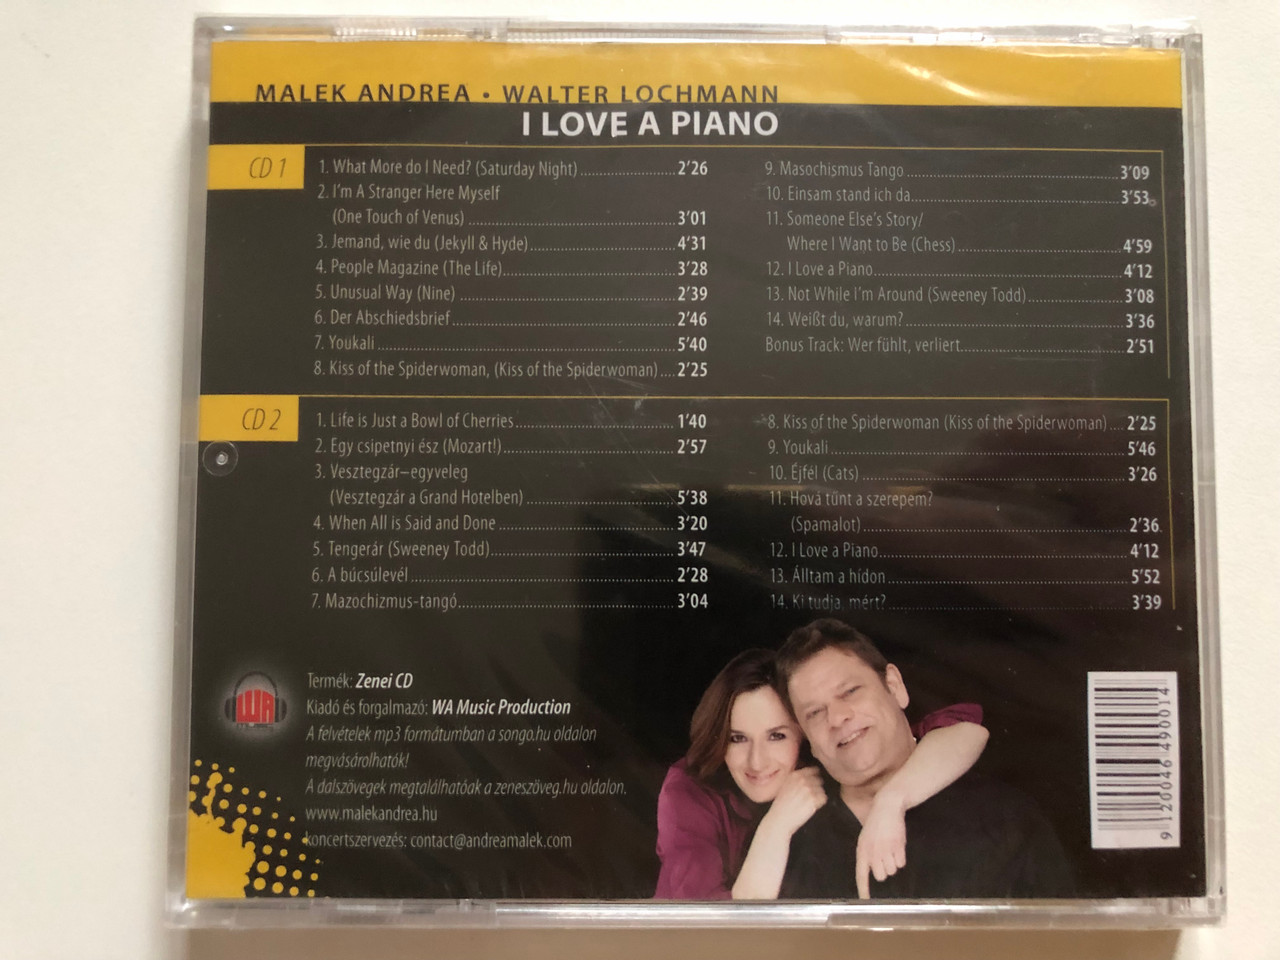 MALEK ANDREA • WALTER LOCHMANN
I LOVE A PIANO
CD 1
1. What More do I Need? (Saturday Night) 2’26
2. I’m A Stranger Here Myself
(One Touch of Venus) 3’01
3. Jemand, wie du (Jekyll & Hyde) 4’31
4. People Magazine (The Life) 3’28
5. Unusual Way (Nine) 2’39
6. Der Abschiedsbrief 2’46
7. Youkali 5’40
8. Kiss of the Spiderwoman, (Kiss of the Spiderwoman) 2’25
9. Masochismus Tango 3’09
10. Einsam stand ich da 3’53
11. Someone Else’s Story/
Where I Want to Be (Chess) 4’59
12. I Love a Piano 4’12
13. Not While I’m Around (Sweeney Todd) 3’08
14. Weißt du, warum? 3’36
Bonus Track: Wer fühlt, verliert 2’51
CD 2
1. Life is Just a Bowl of Cherries 1’40
2. Egy csipetnyi ész (Mozart!) 2’57
3. Vesztegzár–egyveleg
(Vesztegzár a Grand Hotelben) 5’38
4. When All is Said and Done 3’20
5. Tengerár (Sweeney Todd) 3’47
6. A búcsúlevél 2’28
7. Mazochizmus-tangó 3’04
8. Kiss of the Spiderwoman (Kiss of the Spiderwoman) 2’25
9. Youkali 5’46
10. Éjfél (Cats) 3’26
11. Hová tűnt a szerepem?
(Spamalot) 2’36
12. I Love a Piano 4’12
13. Álltam a hídon 5’52
14. Ki tudja, mért? 3’39
WA
Termék: Zenei CD
Kiadó és forgalmazó: WA Music Production
A felvételek mp3 formátumban a songo.hu oldalon
megvásárolhatók!
A dalszövegek megtalálhatóak a zeneszöveg.hu oldalon.
www.malekandrea.hu
koncertszervezés: contact@andreamalek.com
9 120046 490014